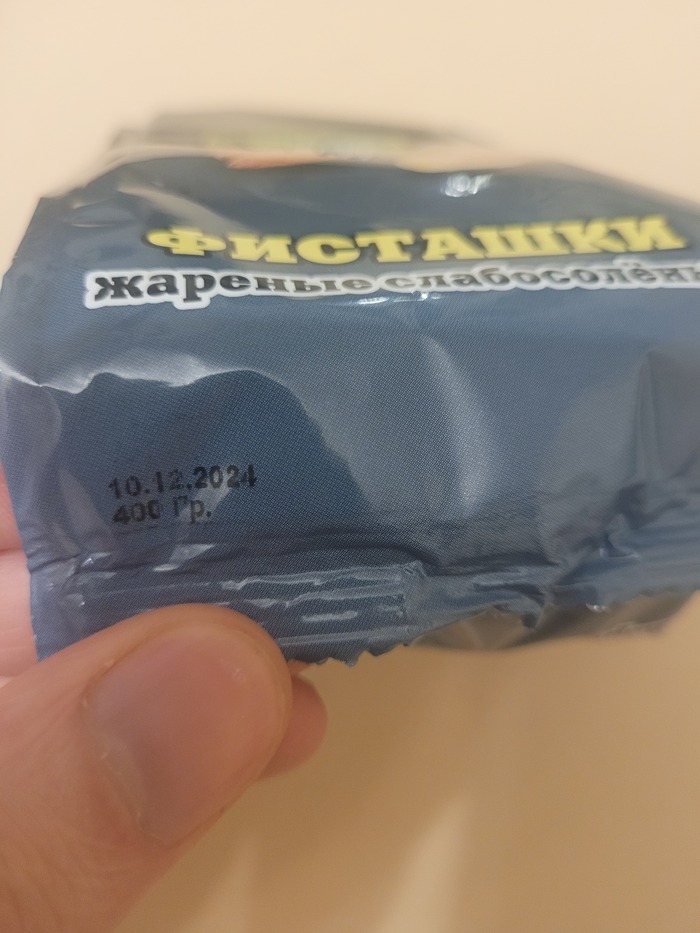 ФИСТАШКИ
жареные слабосолён
10.12.2024
400 Гр.